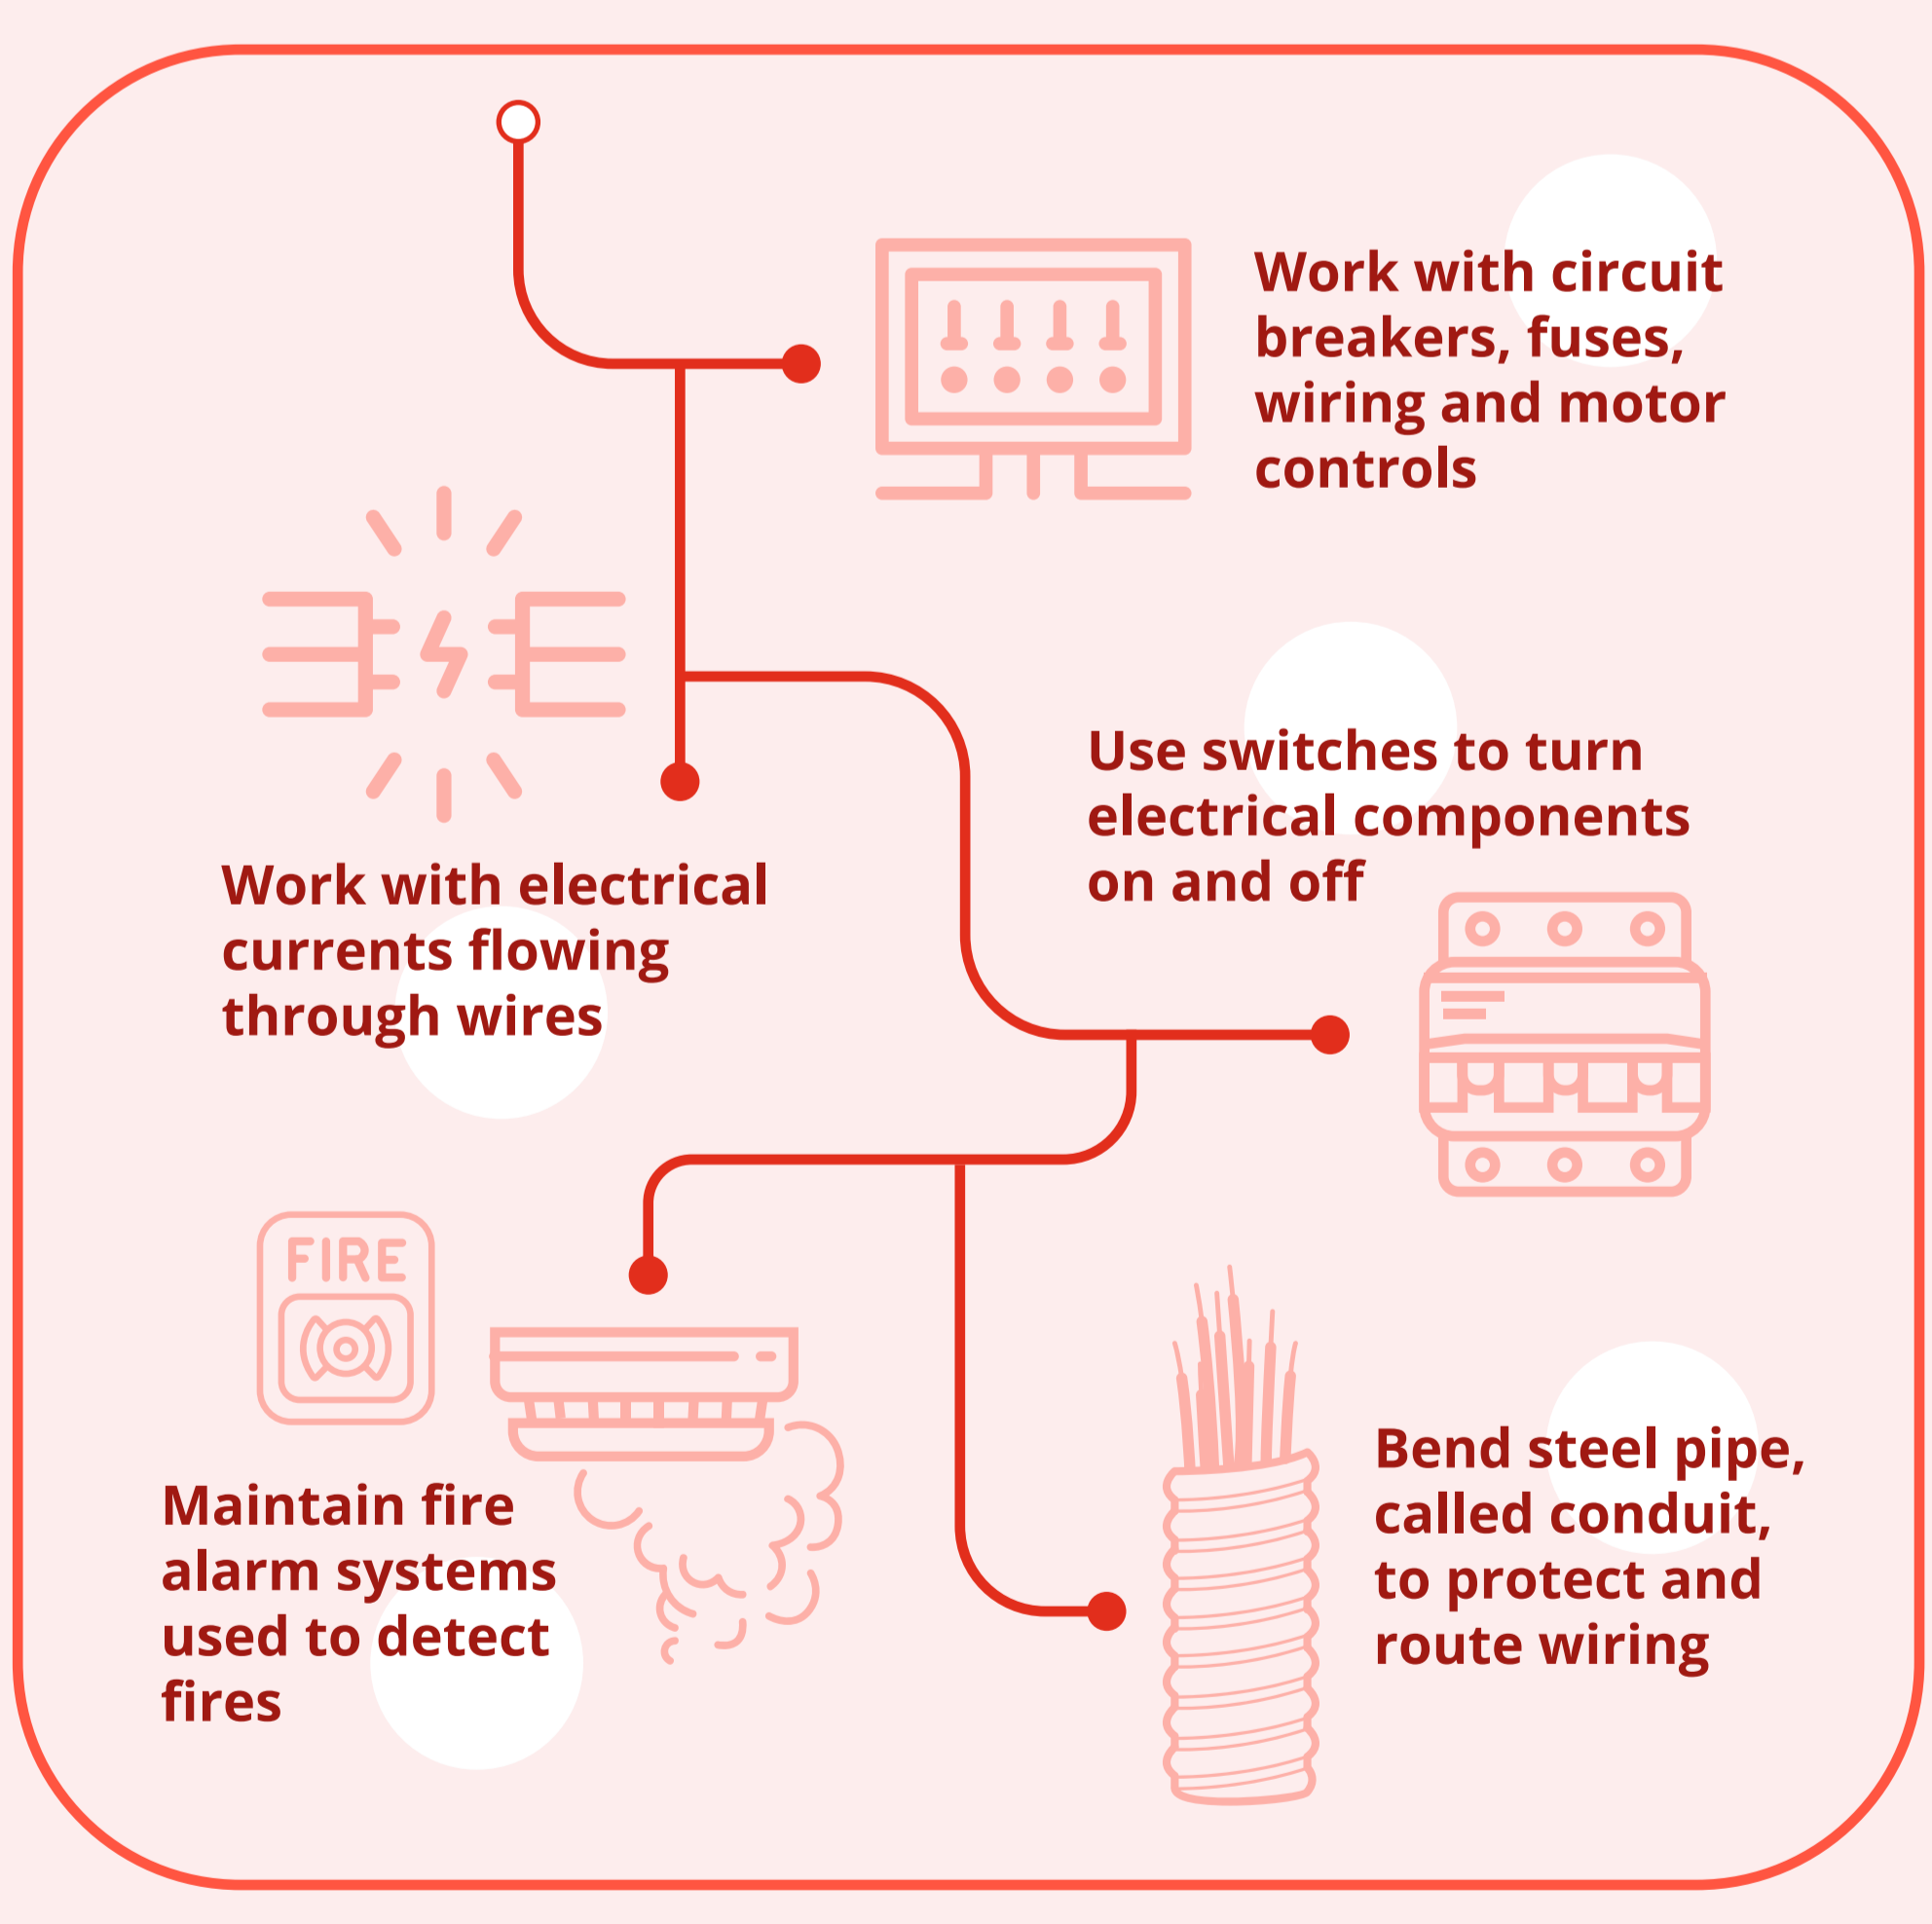 Work with circuit
breakers, fuses,
wiring and motor
controls
Work with electrical
currents flowing
through wires
Use switches to turn
electrical components
on and off
FIRE
Maintain fire
alarm systems
used to detect
fires
Bend steel pipe,
called conduit,
to protect and
route wiring